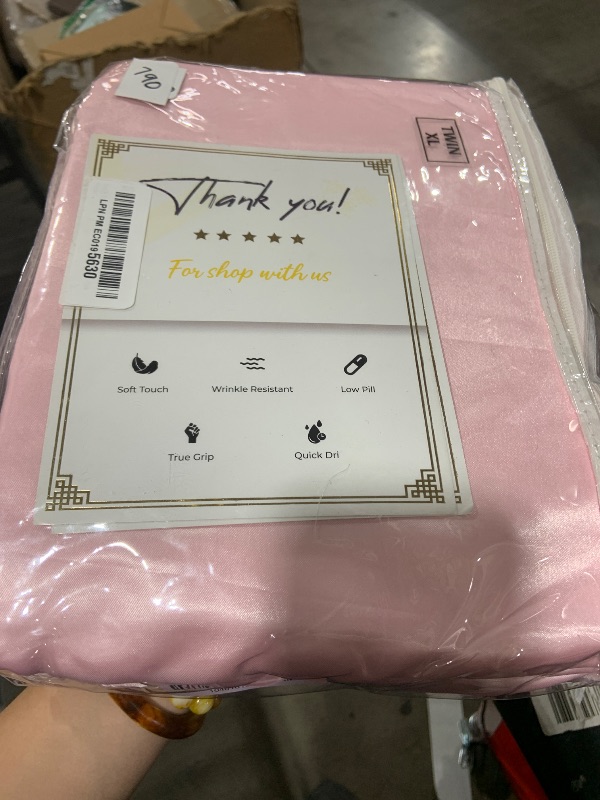 790
TWIN
XL
Thank you!
For shop with us
LPN PM EC0195630
Soft Touch
Wrinkle Resistant
Low Pill
True Grip
Quick Dri